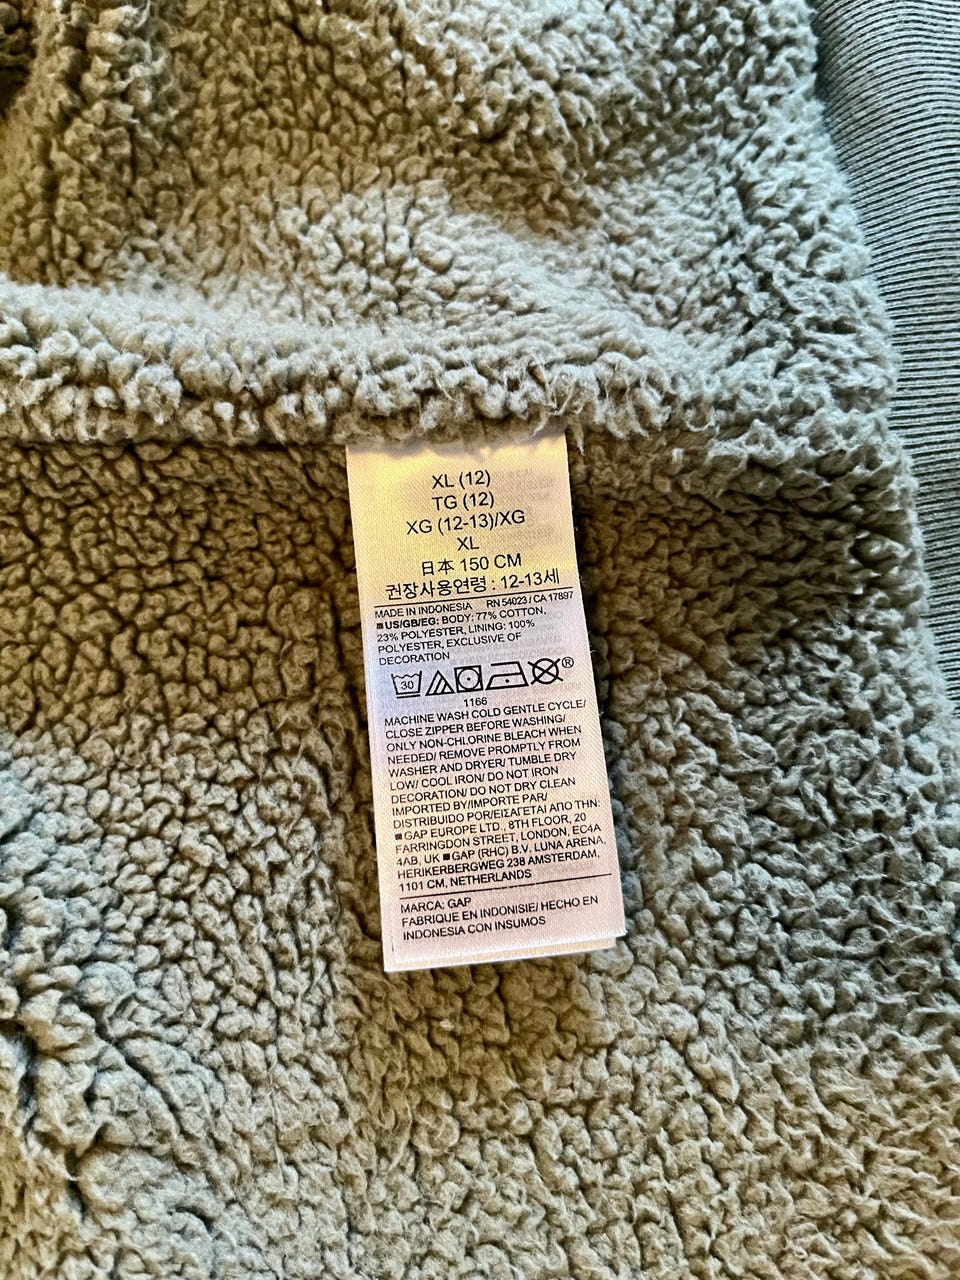 XL (12)
TG (12)
XG (12-13)/XG
XL
日本 150 CM
권장사용연령 : 12-13세
MADE IN INDONESIA RN 54023 / CA 17897
■US/GB/EG: BODY: 77% COTTON,
23% POLYESTER, LINING: 100%
POLYESTER, EXCLUSIVE OF
DECORATION
30 ®
1166
MACHINE WASH COLD GENTLE CYCLE/
CLOSE ZIPPER BEFORE WASHING/
ONLY NON-CHLORINE BLEACH WHEN
NEEDED/ REMOVE PROMPTLY FROM
WASHER AND DRYER/ TUMBLE DRY
LOW/ COOL IRON/ DO NOT IRON
DECORATION/ DO NOT DRY CLEAN
IMPORTED BY/IMPORTE PAR/
DISTRIBUIDO POR/ΕΙΣΑΓΕΤΑΙ ΑΠΟ ΤΗΝ:
■GAP EUROPE LTD., 8TH FLOOR, 20
FARRINGDON STREET, LONDON, EC4A
4AB, UK ■GAP (RHC) B.V. LUNA ARENA,
HERIKERBERGWEG 238 AMSTERDAM,
1101 CM, NETHERLANDS
MARCA: GAP
FABRIQUE EN INDONISIE/ HECHO EN
INDONESIA CON INSUMOS